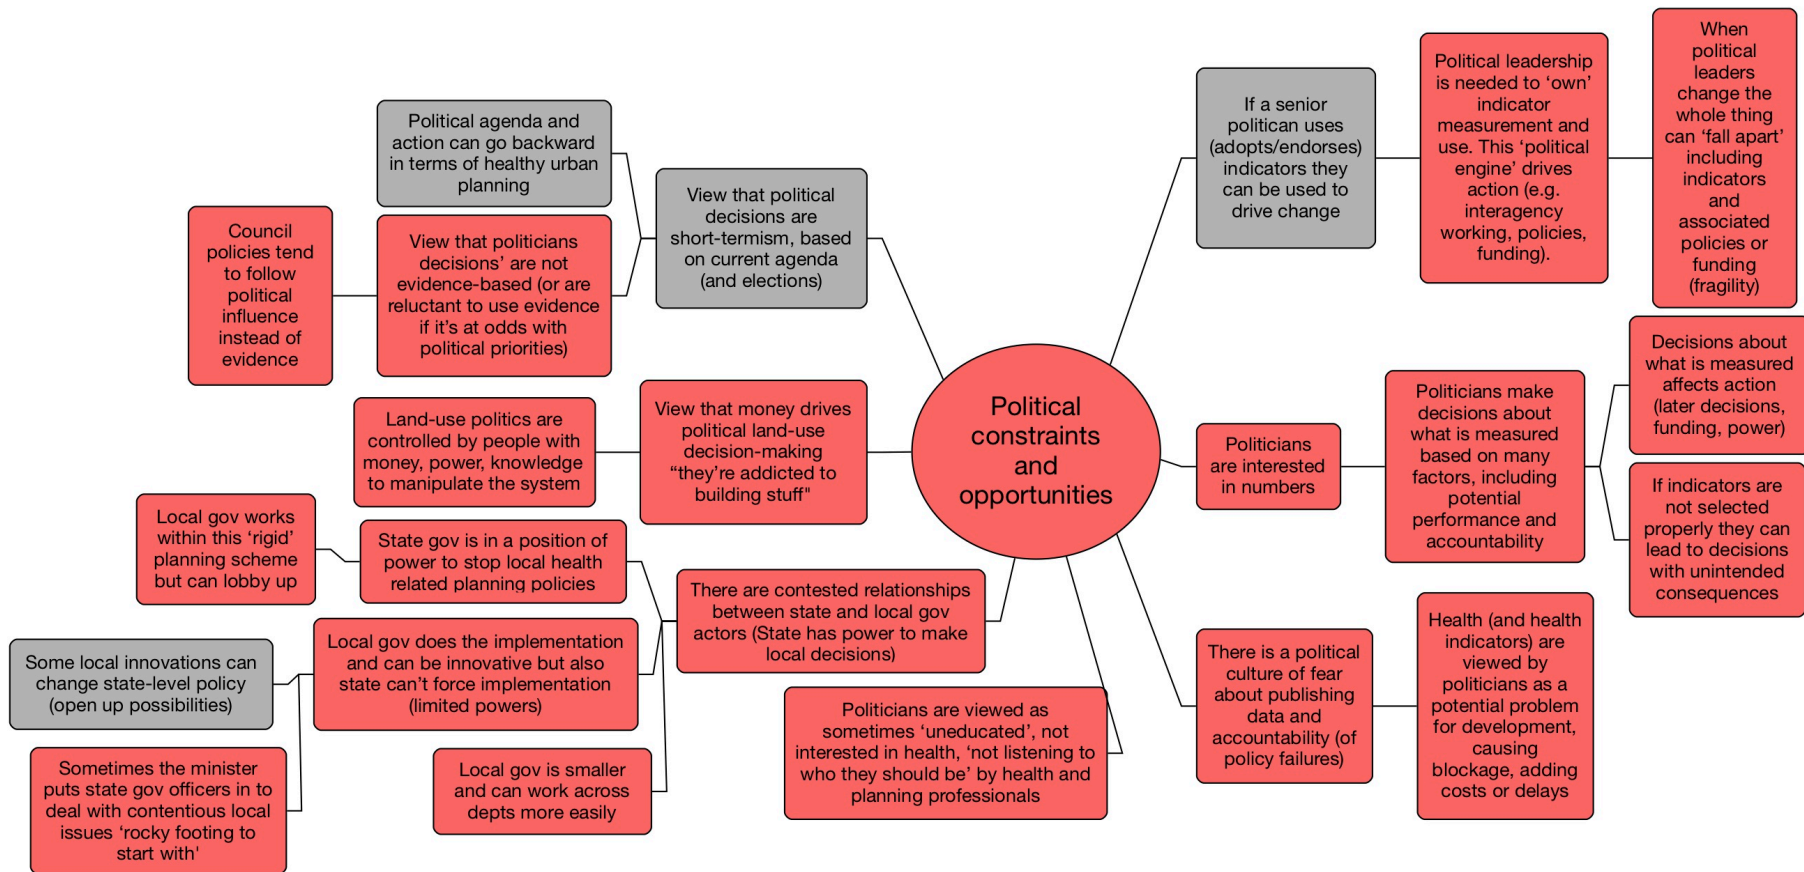 Political
constraints
and
opportunities
View that political
decisions are
short-termism, based
on current agenda
(and elections)
Political agenda and
action can go backward
in terms of healthy urban
planning
View that politicians
decisions’ are not
evidence-based (or are
reluctant to use evidence
if it’s at odds with
political priorities)
Council
policies tend
to follow
political
influence
instead of
evidence
View that money drives
political land-use
decision-making
“they’re addicted to
building stuff"
Land-use politics are
controlled by people with
money, power, knowledge
to manipulate the system
There are contested relationships
between state and local gov
actors (State has power to make
local decisions)
State gov is in a position of
power to stop local health
related planning policies
Local gov works
within this ‘rigid’
planning scheme
but can lobby up
Local gov does the implementation
and can be innovative but also
state can’t force implementation
(limited powers)
Some local innovations can
change state-level policy
(open up possibilities)
Sometimes the minister
puts state gov officers in to
deal with contentious local
issues ‘rocky footing to
start with'
Local gov is smaller
and can work across
depts more easily
Politicians are viewed as
sometimes ‘uneducated’, not
interested in health, ‘not listening to
who they should be’ by health and
planning professionals
If a senior
politican uses
(adopts/endorses)
indicators they
can be used to
drive change
Political leadership
is needed to ‘own’
indicator
measurement and
use. This ‘political
engine’ drives
action (e.g.
interagency
working, policies,
funding).
When
political
leaders
change the
whole thing
can ‘fall apart’
including
indicators
and
associated
policies or
funding
(fragility)
Politicians
are interested
in numbers
Politicians make
decisions about
what is measured
based on many
factors, including
potential
performance and
accountability
Decisions about
what is measured
affects action
(later decisions,
funding, power)
If indicators are
not selected
properly they can
lead to decisions
with unintended
consequences
There is a political
culture of fear
about publishing
data and
accountability (of
policy failures)
Health (and health
indicators) are
viewed by
politicians as a
potential problem
for development,
causing
blockage, adding
costs or delays